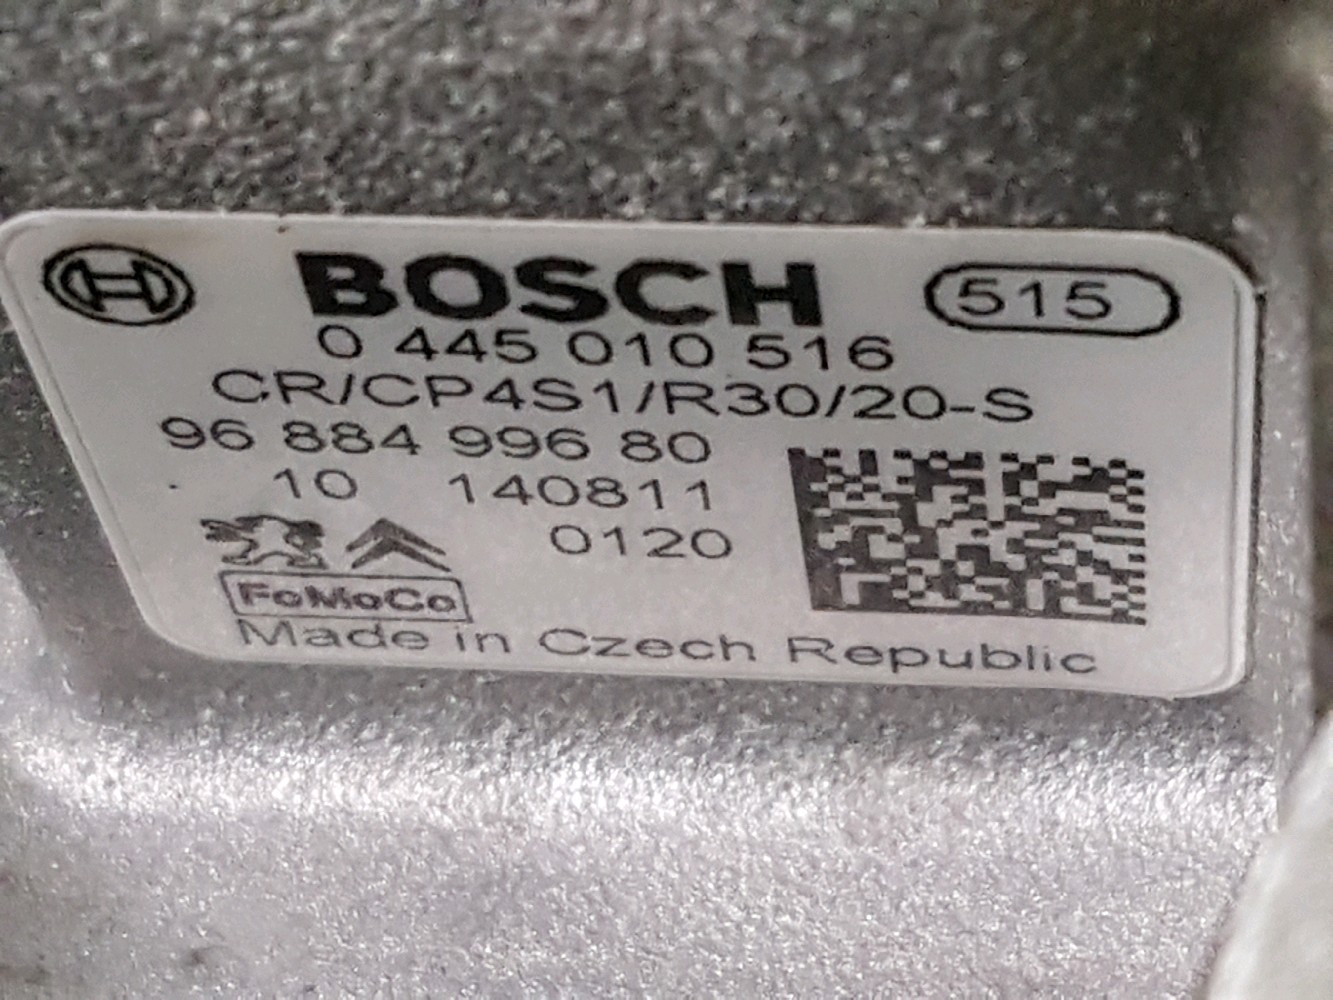 BOSCH 515
0 445 010 516
CR/CP4S1/R30/20-S
96 884 996 80
10 140811
0120
FoMoCo
Made in Czech Republic